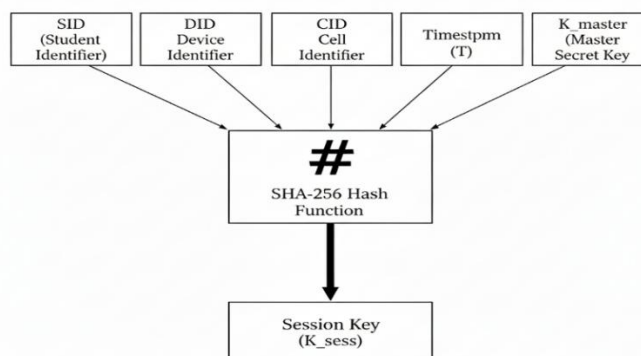 SID
(Student
Identifier)
DID
Device
Identifier
CID
Cell
Identifier
Timestpm
(T)
K_master
(Master
Secret Key
#
SHA-256 Hash
Function
Session Key
(K_sess)